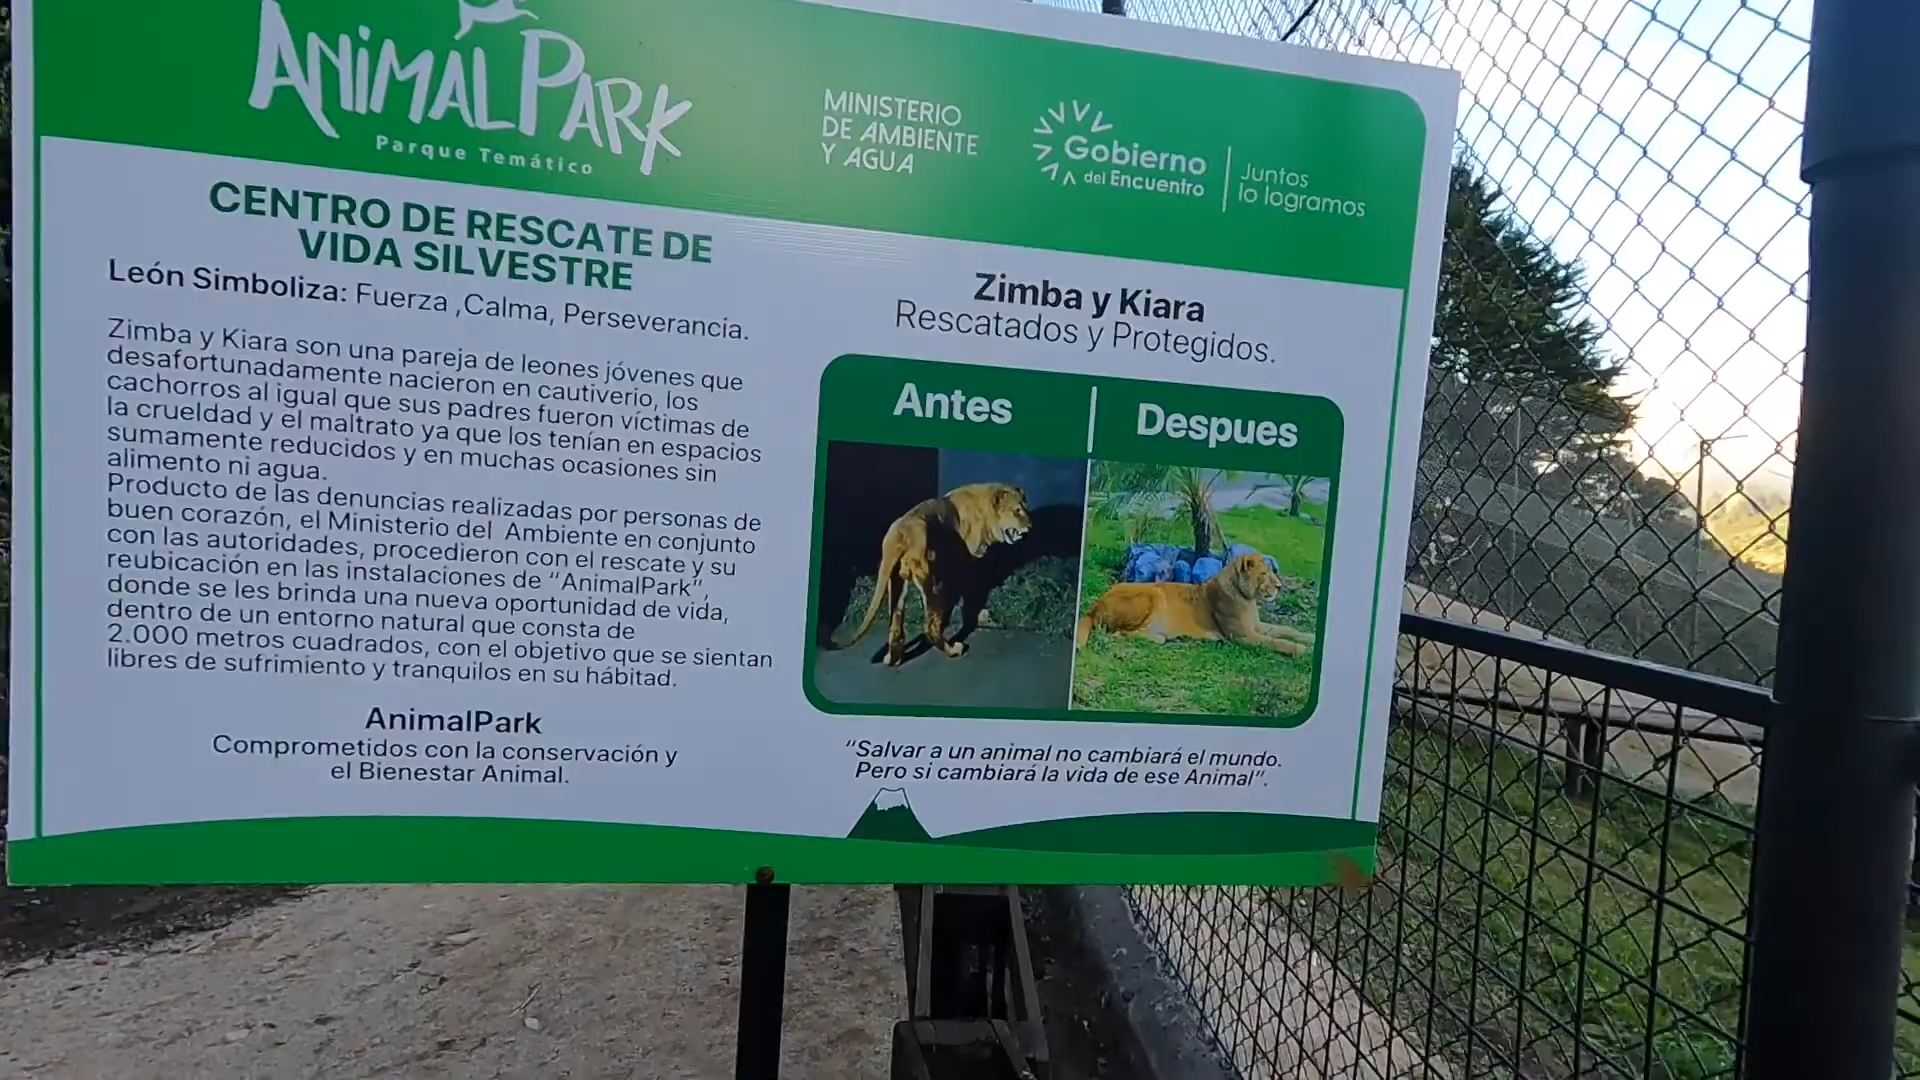 ANIMALPARK
Parque Temático
MINISTERIO
DE AMBIENTE
Y AGUA
Gobierno
del Encuentro
Juntos
lo logramos
CENTRO DE RESCATE DE
VIDA SILVESTRE
León Simboliza: Fuerza ,Calma, Perseverancia.
Zimba y Kiara son una pareja de leones jóvenes que
desafortunadamente nacieron en cautiverio, los
cachorros al igual que sus padres fueron víctimas de
la crueldad y el maltrato ya que los tenían en espacios
sumamente reducidos y en muchas ocasiones sin
alimento ni agua.
Producto de las denuncias realizadas por personas de
buen corazón, el Ministerio del Ambiente en conjunto
con las autoridades, procedieron con el rescate y su
reubicación en las instalaciones de “AnimalPark”,
donde se les brinda una nueva oportunidad de vida,
dentro de un entorno natural que consta de
2.000 metros cuadrados, con el objetivo que se sientan
libres de sufrimiento y tranquilos en su hábitad.
AnimalPark
Comprometidos con la conservación y
el Bienestar Animal.
Zimba y Kiara
Rescatados y Protegidos.
Antes
Despues
“Salvar a un animal no cambiará el mundo.
Pero si cambiará la vida de ese Animal”.